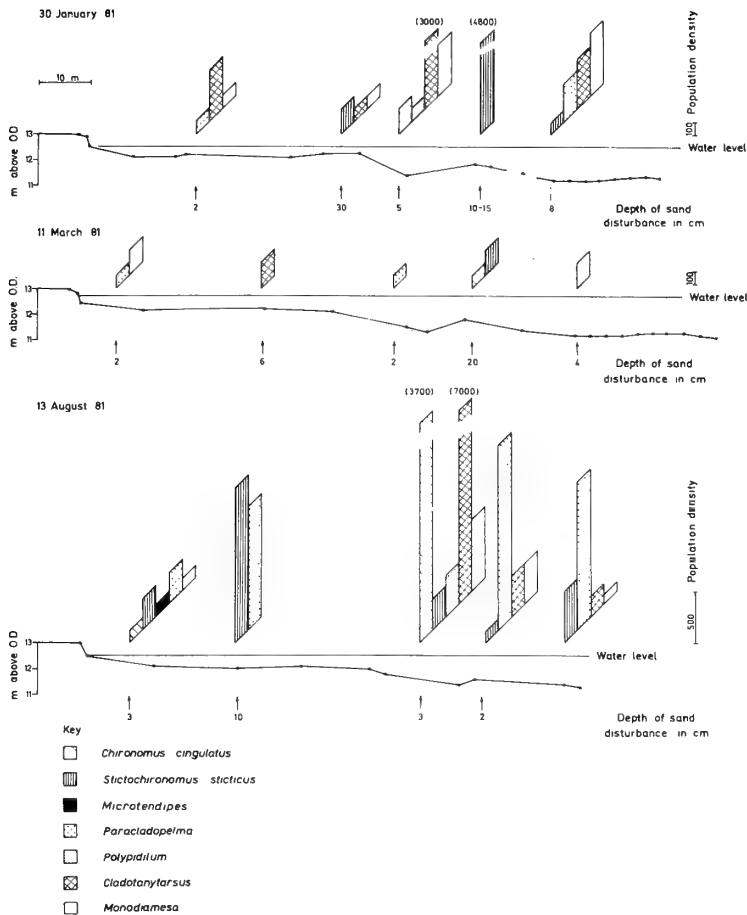 30 January 81
(3000) (4800)
10 m
100 Population density
m above O.D.
13
12
11
Water level
2 30 5 10-15 8
Depth of sand
disturbance in cm
11 March 81
100
m above O.D.
13
12
11
Water level
2 6 2 20 4
Depth of sand
disturbance in cm
13 August 81
(3700) (7000)
500 Population density
m above O.D
13
12
11
Water level
3 10 3 2
Depth of sand
disturbance in cm
Key
Chironomus cingulatus
Stictochironomus sticticus
Microtendipes
Paracladopelma
Polypidilum
Cladotanytarsus
Monodiamesa